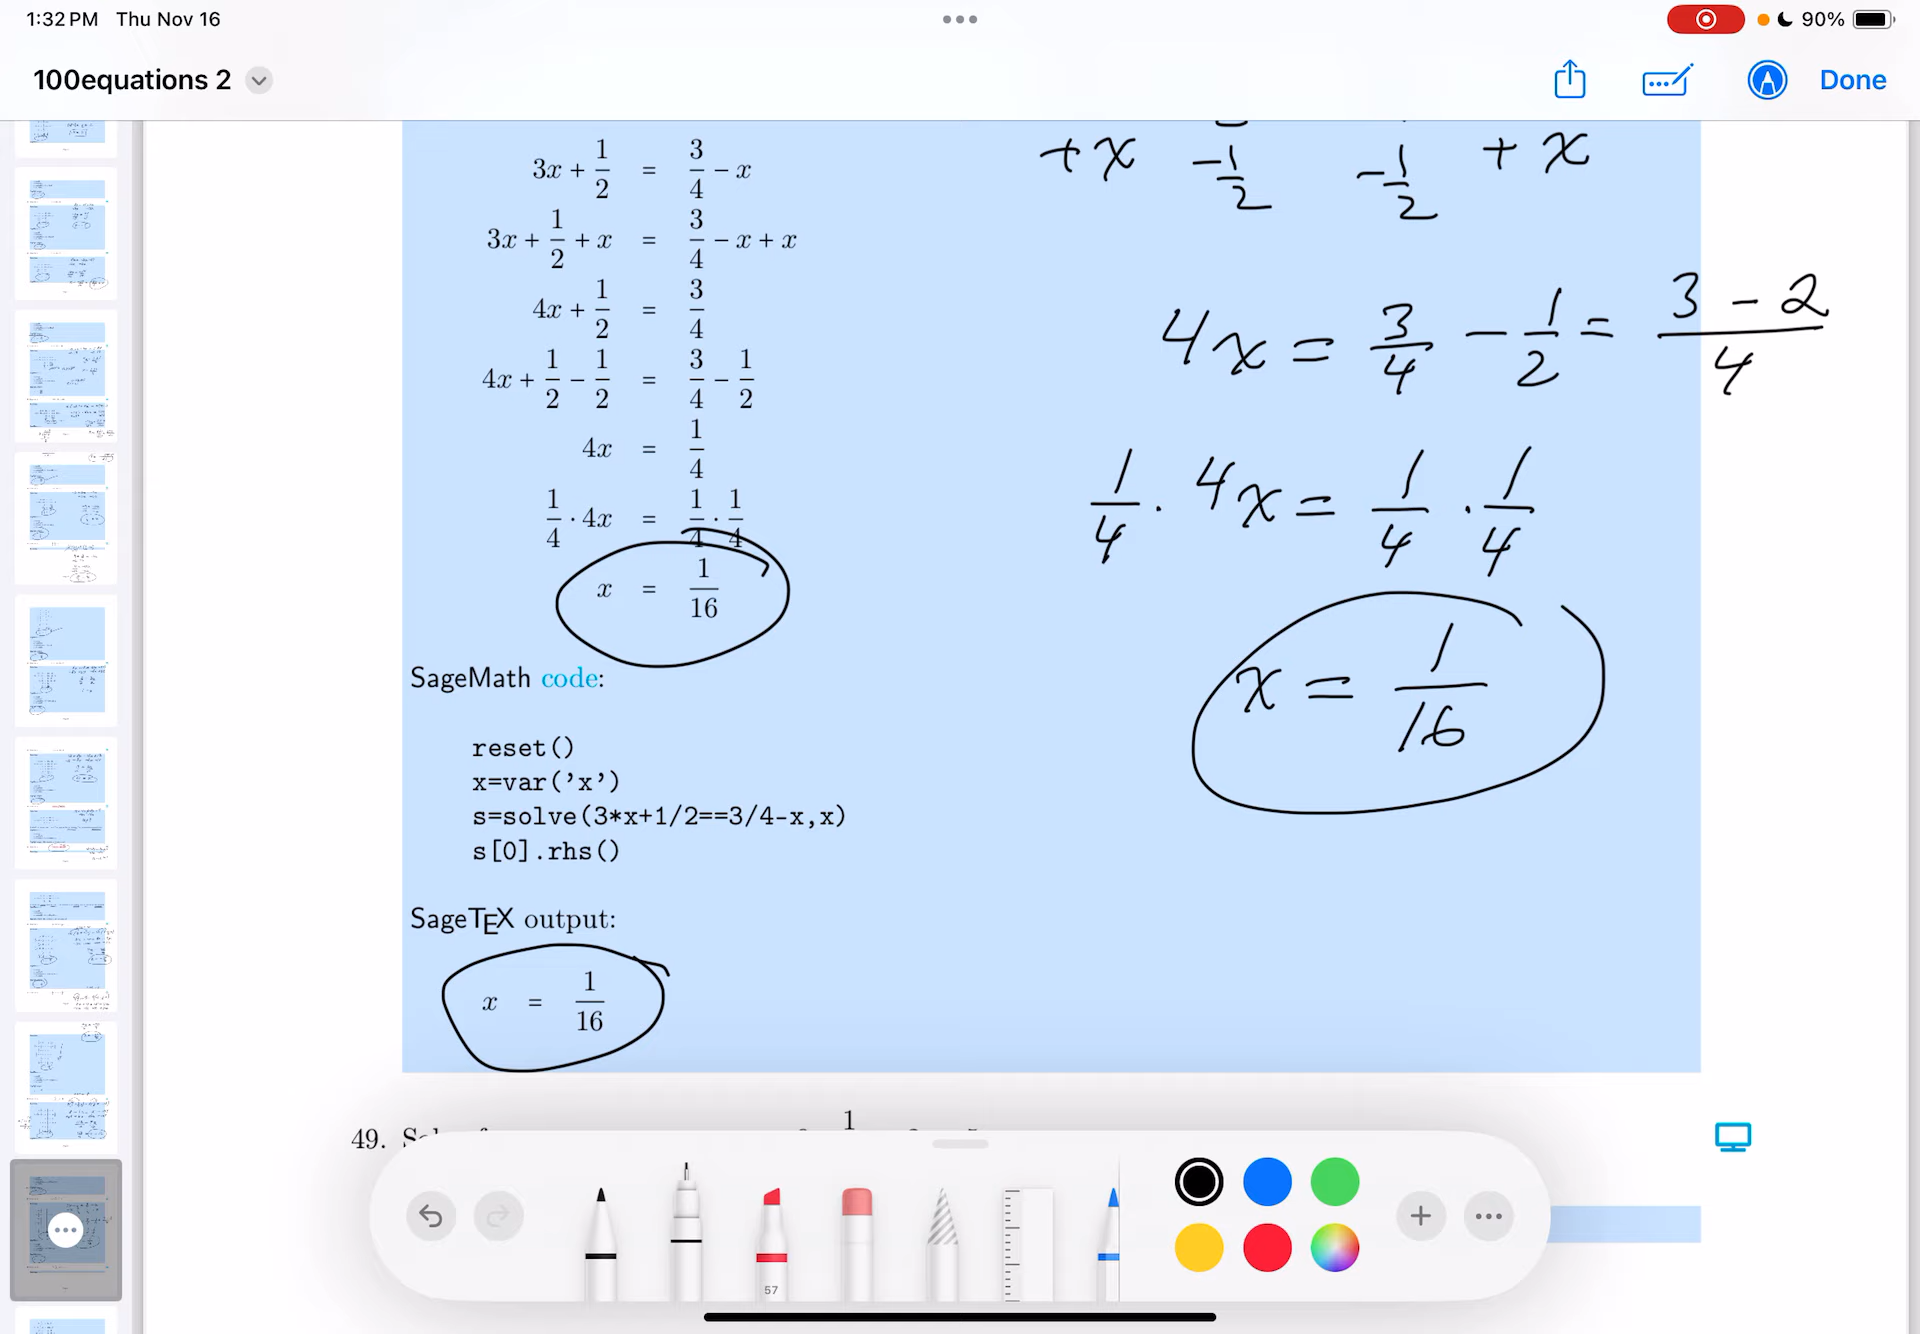 1:32 PM Thu Nov 16
90%
100equations 2
Done
3x + 1/2 = 3/4 − x
3x + 1/2 + x = 3/4 − x + x
4x + 1/2 = 3/4
4x + 1/2 − 1/2 = 3/4 − 1/2
4x = 1/4
1/4 · 4x = 1/4 · 1/4
x = 1/16
SageMath code:
reset()
x=var('x')
s=solve(3*x+1/2==3/4-x,x)
s[0].rhs()
SageTEX output:
x = 1/16
+x −1/2 −1/2 +x
4x = 3/4 − 1/2 = (3 − 2)/4
1/4 · 4x = 1/4 · 1/4
x = 1/16
49.
57